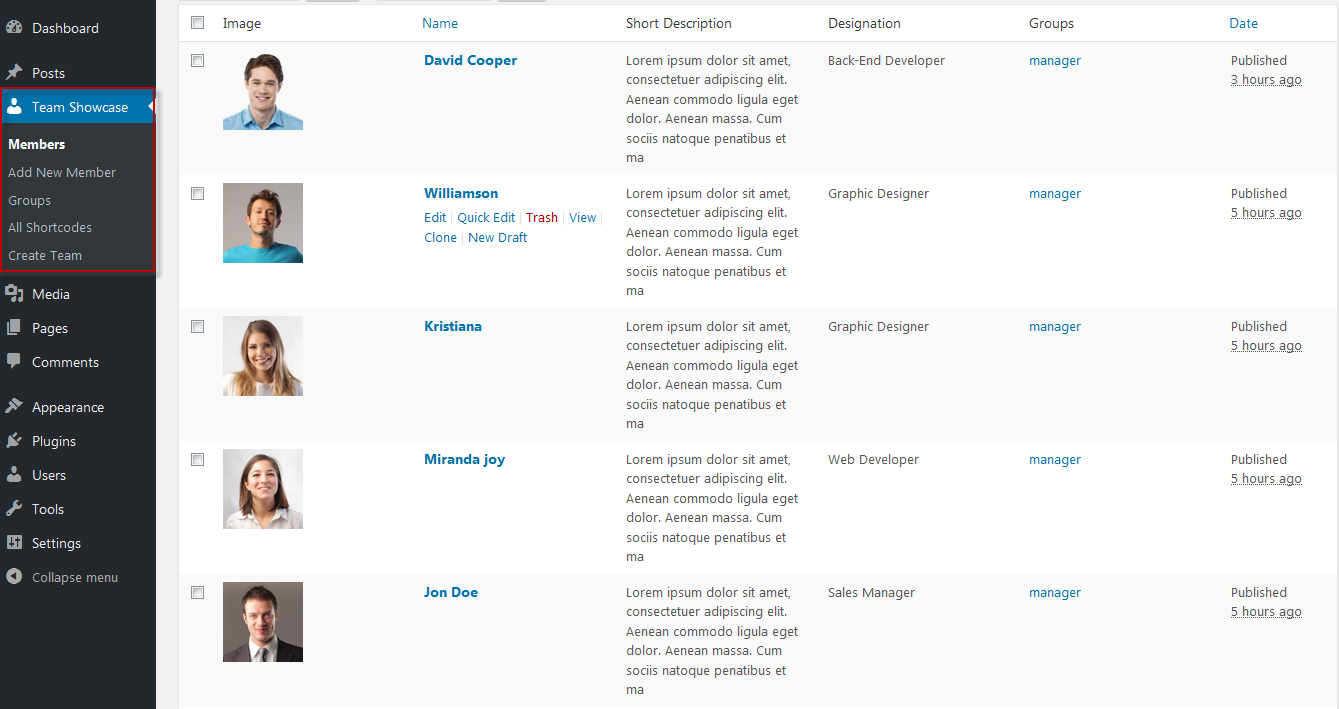 Dashboard
Posts
Team Showcase
Members
Add New Member
Groups
All Shortcodes
Create Team
Media
Pages
Comments
Appearance
Plugins
Users
Tools
Settings
Collapse menu
Image Name Short Description Designation Groups Date
David Cooper
Lorem ipsum dolor sit amet,
consectetuer adipiscing elit.
Aenean commodo ligula eget
dolor. Aenean massa. Cum
sociis natoque penatibus et
ma
Back-End Developer
manager
Published
3 hours ago
Williamson
Edit | Quick Edit | Trash | View |
Clone | New Draft
Lorem ipsum dolor sit amet,
consectetuer adipiscing elit.
Aenean commodo ligula eget
dolor. Aenean massa. Cum
sociis natoque penatibus et
ma
Graphic Designer
manager
Published
5 hours ago
Kristiana
Lorem ipsum dolor sit amet,
consectetuer adipiscing elit.
Aenean commodo ligula eget
dolor. Aenean massa. Cum
sociis natoque penatibus et
ma
Graphic Designer
manager
Published
5 hours ago
Miranda joy
Lorem ipsum dolor sit amet,
consectetuer adipiscing elit.
Aenean commodo ligula eget
dolor. Aenean massa. Cum
sociis natoque penatibus et
ma
Web Developer
manager
Published
5 hours ago
Jon Doe
Lorem ipsum dolor sit amet,
consectetuer adipiscing elit.
Aenean commodo ligula eget
dolor. Aenean massa. Cum
sociis natoque penatibus et
ma
Sales Manager
manager
Published
5 hours ago